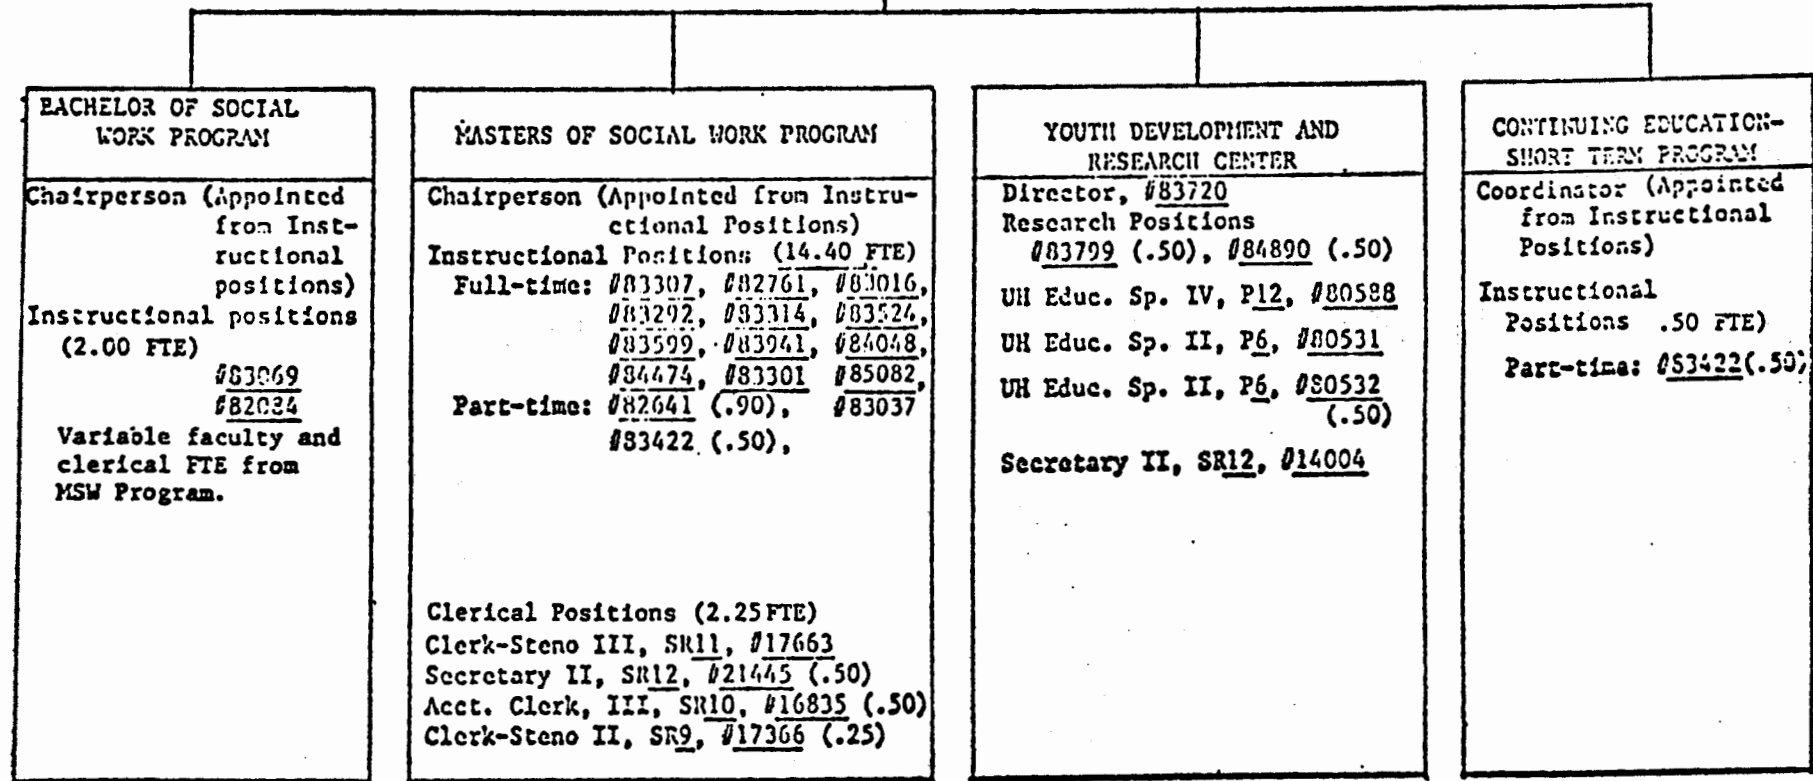 BACHELOR OF SOCIAL
WORK PROGRAM
Chairperson (Appointed
from Inst-
ructional
positions)
Instructional positions
(2.00 FTE)
#83069
Variable faculty and
clerical FTE from
MSW Program.
MASTERS OF SOCIAL WORK PROGRAM
Chairperson (Appointed from Instru-
ctional Positions)
Instructional Positions (14.40 FTE)
Full-time: #83307, #82761, #83016,
#83292, #83314, #83524,
#83599, #83941, #84048,
#84474, #83301 #85082,
Part-time: #82641 (.90), #83037
#83422 (.50),
Clerical Positions (2.25 FTE)
Clerk-Steno III, SR11, #17663
Secretary II, SR12, #21445 (.50)
Acct. Clerk, III, SR10, #16835 (.50)
Clerk-Steno II, SR9, #17366 (.25)
YOUTH DEVELOPMENT AND
RESEARCH CENTER
Director, #83720
Research Positions
#83799 (.50), #84890 (.50)
UH Educ. Sp. IV, P12, #80588
UH Educ. Sp. II, P6, #80531
UH Educ. Sp. II, P6, #80532
(.50)
Secretary II, SR12, #14004
CONTINUING EDUCATION-
SHORT TERM PROGRAM
Coordinator (Appointed
from Instructional
Positions)
Instructional
Positions .50 FTE)
Part-time: #83422(.50)